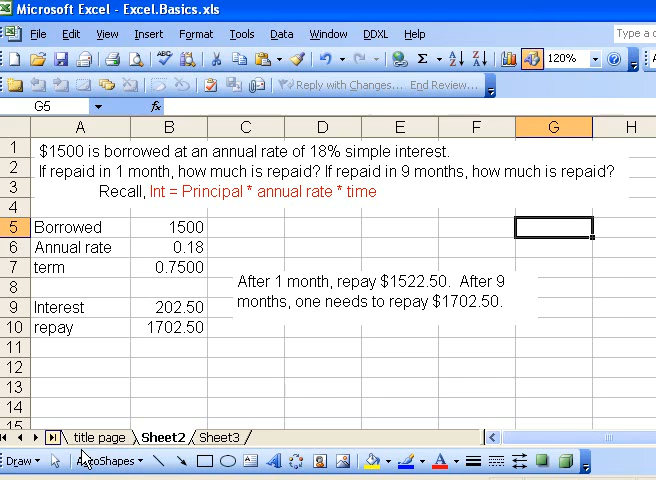 Microsoft Excel - Excel.Basics.xls
File Edit View Insert Format Tools Data Window DDXL Help
Type a
120%
Reply with Changes... End Review...
G5 fx
A B C D E F G H
1 $1500 is borrowed at an annual rate of 18% simple interest.
2 If repaid in 1 month, how much is repaid? If repaid in 9 months, how much is repaid?
3 Recall, Int = Principal * annual rate * time
4
5 Borrowed 1500
6 Annual rate 0.18
7 term 0.7500
8 After 1 month, repay $1522.50. After 9
9 Interest 202.50 months, one needs to repay $1702.50.
10 repay 1702.50
11
12
13
14
15
title page Sheet2 Sheet3
Draw AutoShapes